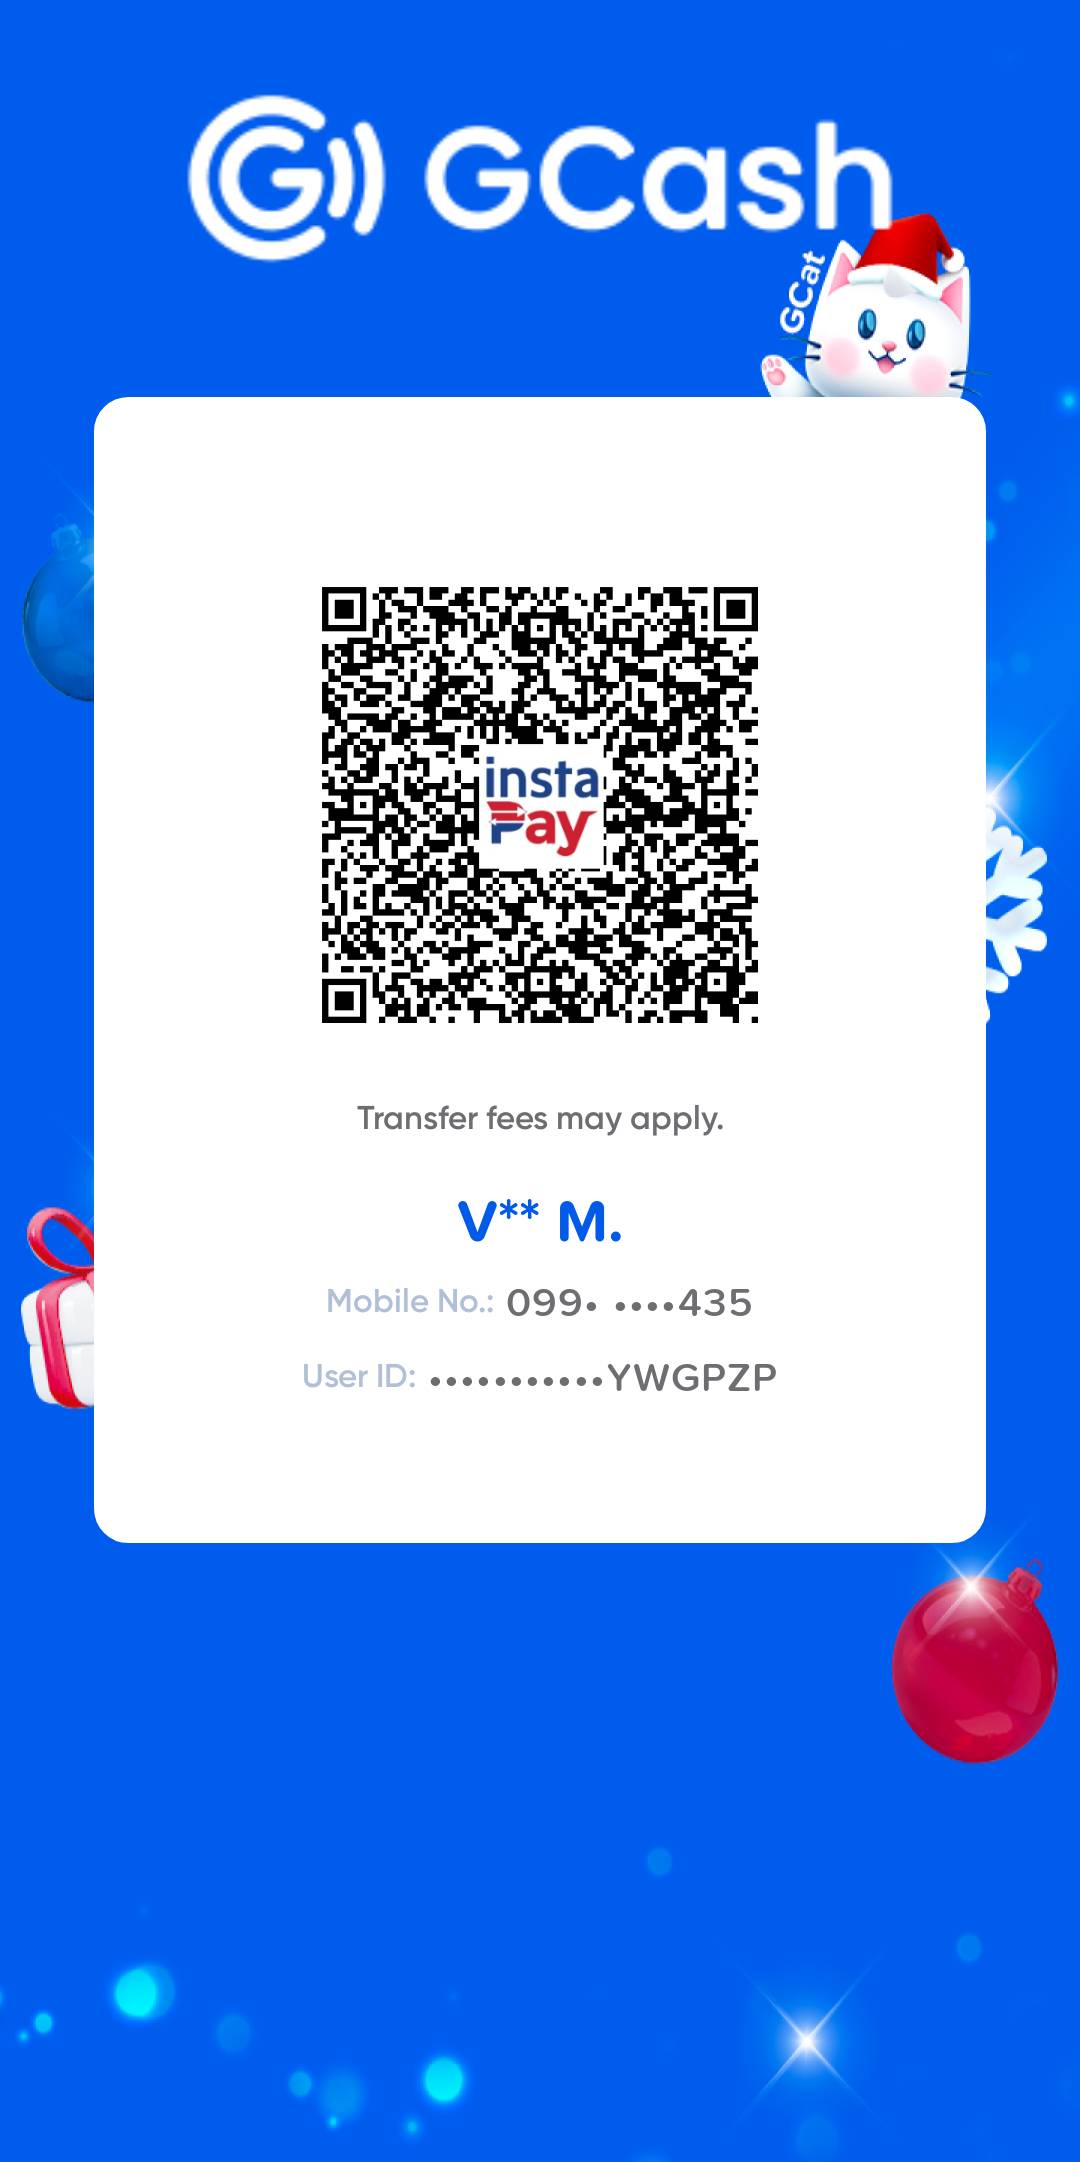 GCash
GCat
insta
Pay
Transfer fees may apply.
V** M.
Mobile No.: 099• ••••435
User ID: •••••••••••YWGPZP